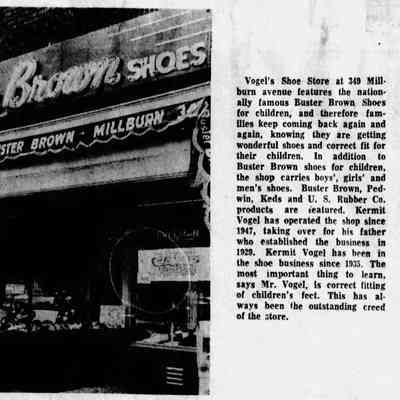 Brown SHOES
STER BROWN · MILLBURN
Vogel's Shoe Store at 349 Mill-
burn avenue features the nation-
ally famous Buster Brown Shoes
for children, and therefore fam-
ilies keep coming back again and
again, knowing they are getting
wonderful shoes and correct fit for
their children. In addition to
Buster Brown shoes for children,
the shop carries boys', girls' and
men's shoes. Buster Brown, Ped-
win, Keds and U. S. Rubber Co.
products are featured. Kermit
Vogel has operated the shop since
1947, taking over for his father
who established the business in
1929. Kermit Vogel has been in
the shoe business since 1935. The
most important thing to learn,
says Mr. Vogel, is correct fitting
of children's feet. This has al-
ways been the outstanding creed
of the store.